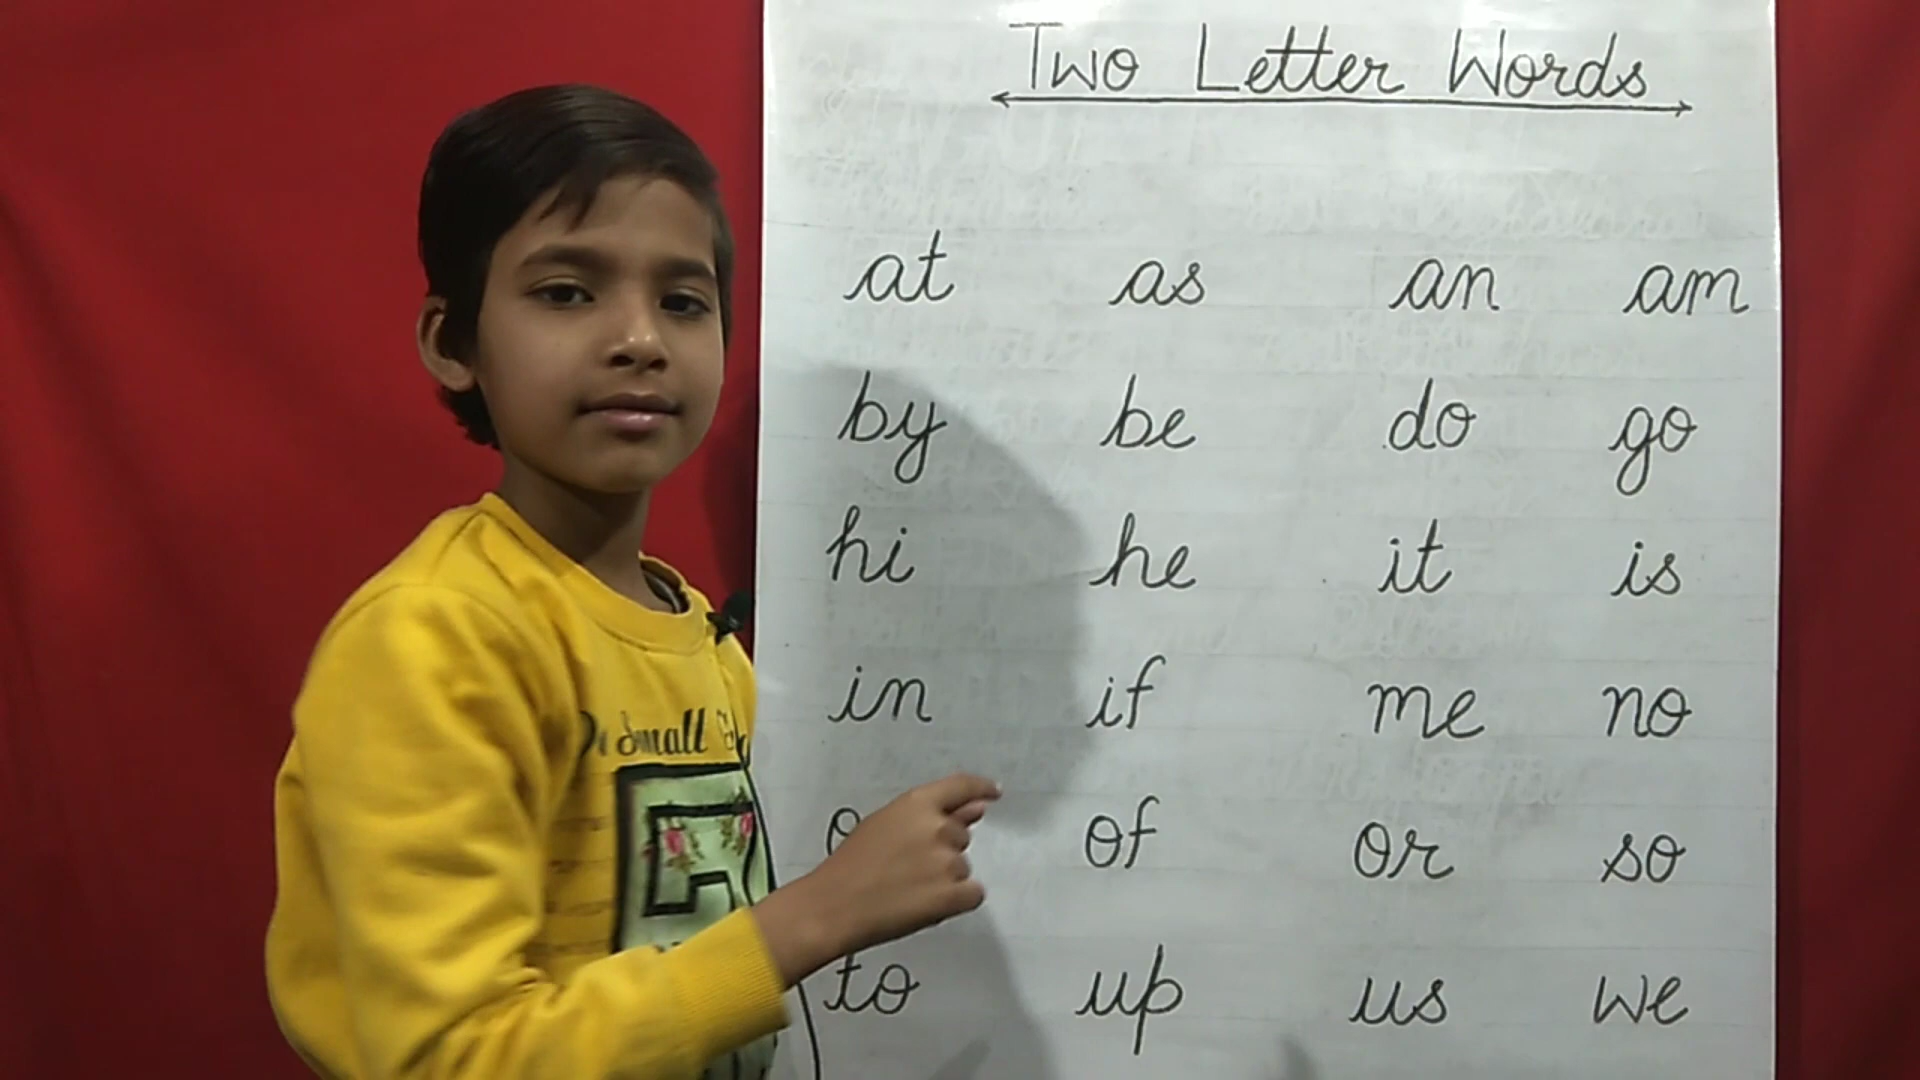 Two Letter Words
at as an am
by be do go
hi he it is
in if me no
of or so
to up us we
Small